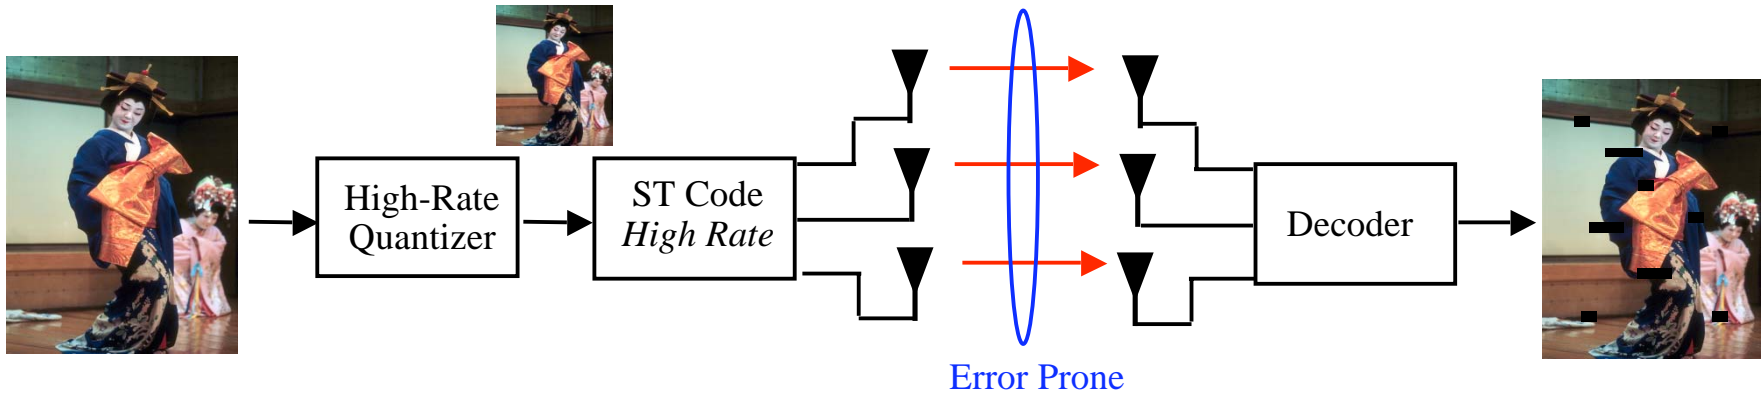 High-Rate
Quantizer
ST Code
High Rate
Decoder
Error Prone